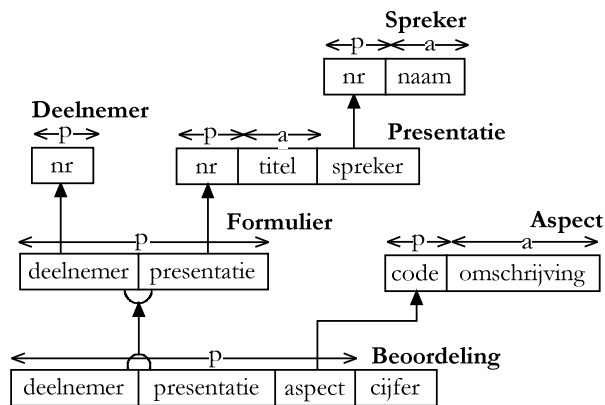 Spreker
p a
nr naam
Deelnemer
p
nr
Presentatie
p a
nr titel spreker
Formulier
p
deelnemer presentatie
Aspect
p a
code omschrijving
Beoordeling
p
deelnemer presentatie aspect cijfer